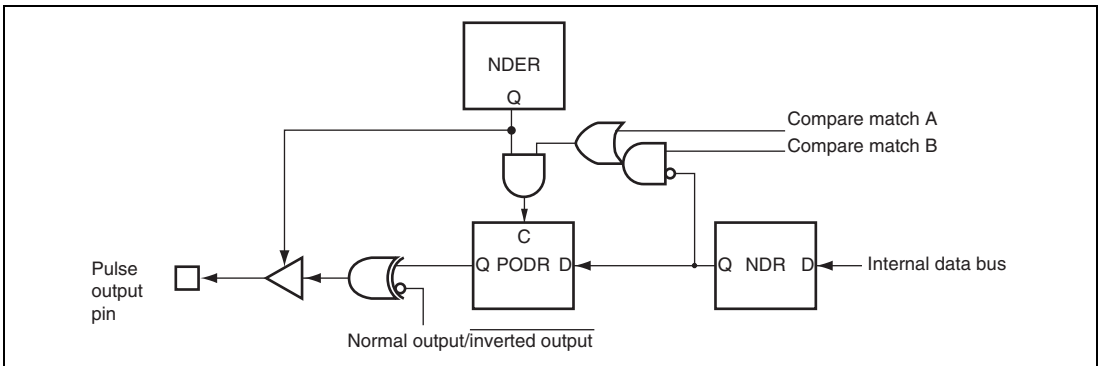 NDER
Q
Compare match A
Compare match B
C
Q PODR D
Q NDR D
Internal data bus
Pulse
output
pin
Normal output/inverted output